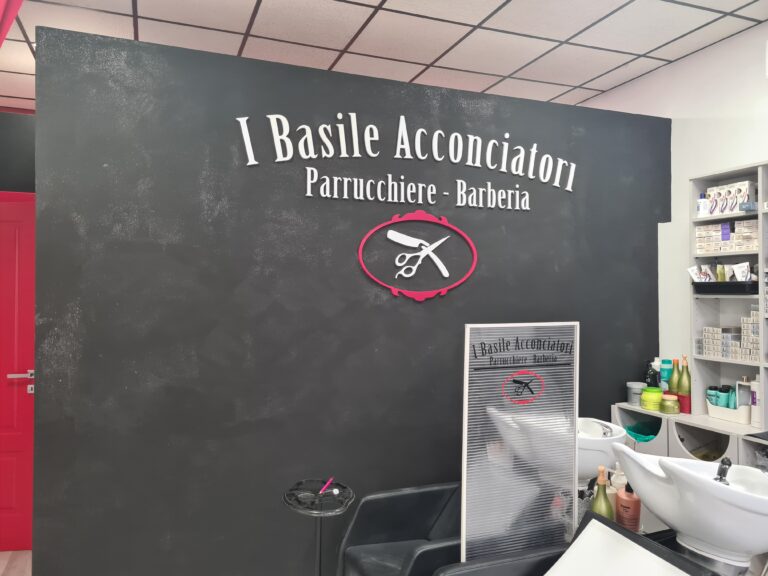 I Basile Acconciatori
Parrucchiere - Barberia
I Basile Acconciatori
Parrucchiere - Barberia